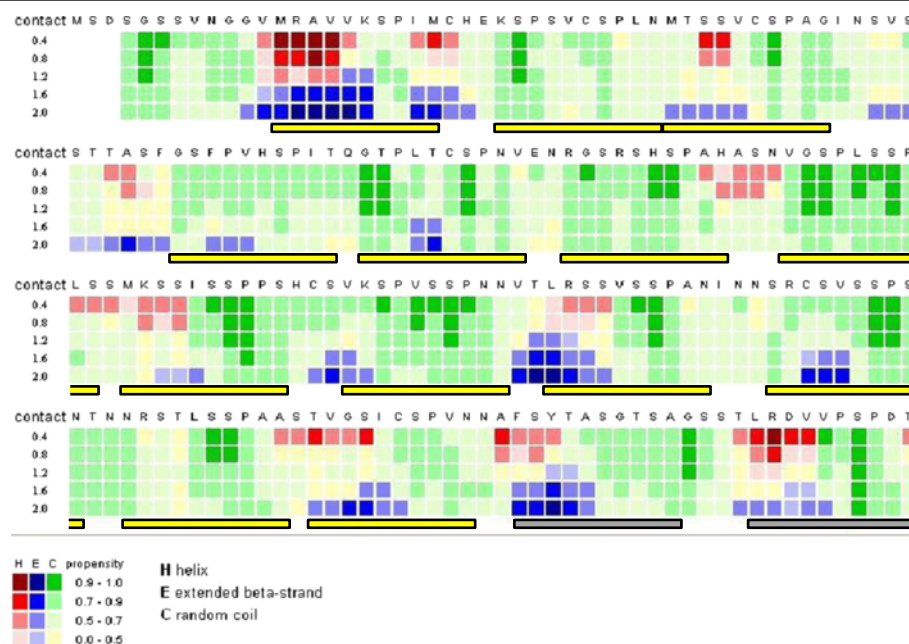 contact M S D S G S S V N G G V M R A V V K S P I M C H E K S P S V C S P L N M T S S V C S P A G I N S V S
0.4
0.8
1.2
1.6
2.0
contact S T T A S F G S F P V H S P I T Q G T P L T C S P N V E N R G S R S H S P A H A S N V G S P L S S P
0.4
0.8
1.2
1.6
2.0
contact L S S M K S S I S S P P S H C S V K S P V S S P N N V T L R S S V S S P A N I N N S R C S V S S P S
0.4
0.8
1.2
1.6
2.0
contact N T N N R S T L S S P A A S T V G S I C S P V N N A F S Y T A S G T S A G S S T L R D V V P S P D T
0.4
0.8
1.2
1.6
2.0
H E C propensity
0.9 - 1.0
0.7 - 0.9
0.5 - 0.7
0.0 - 0.5
H helix
E extended beta-strand
C random coil